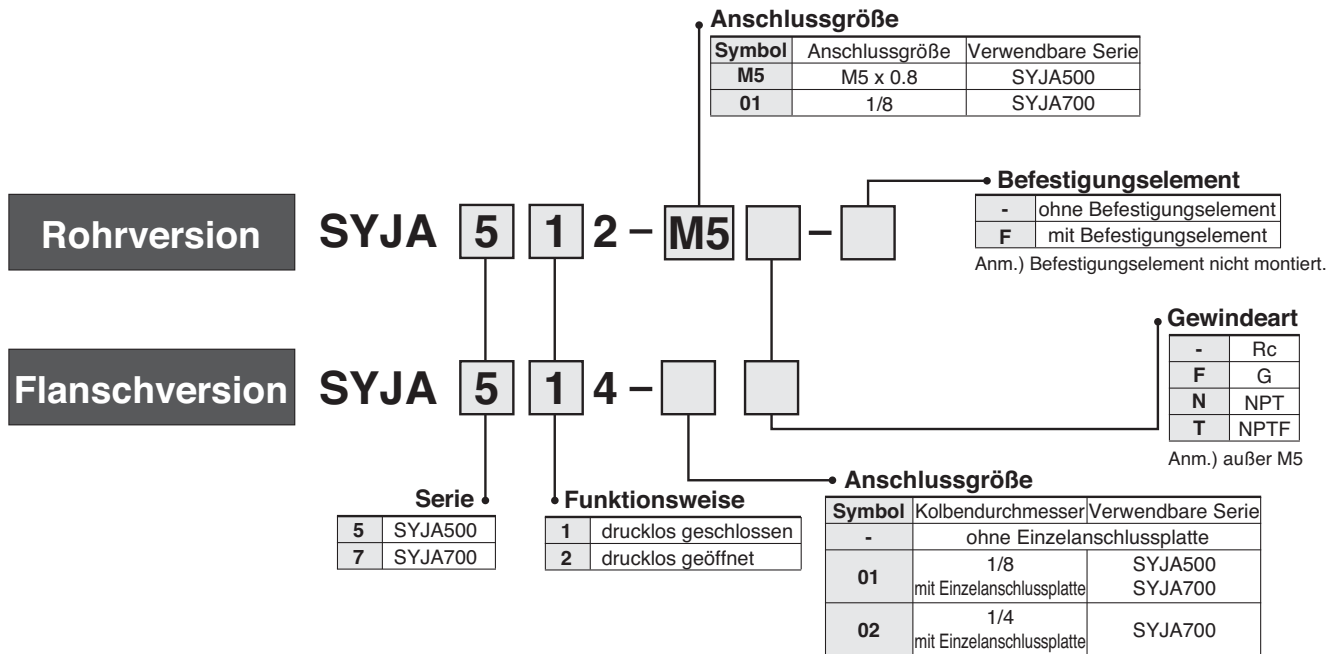 Anschlussgröße
Symbol Anschlussgröße Verwendbare Serie
M5 M5 x 0.8 SYJA500
01 1/8 SYJA700
Befestigungselement
- ohne Befestigungselement
F mit Befestigungselement
Anm.) Befestigungselement nicht montiert.
Rohrversion SYJA 5 1 2 – M5 –
Gewindeart
- Rc
F G
N NPT
T NPTF
Anm.) außer M5
Flanschversion SYJA 5 1 4 –
Serie
5 SYJA500
7 SYJA700
Funktionsweise
1 drucklos geschlossen
2 drucklos geöffnet
Anschlussgröße
Symbol Kolbendurchmesser Verwendbare Serie
- ohne Einzelanschlussplatte
01 1/8 mit Einzelanschlussplatte SYJA500 SYJA700
02 1/4 mit Einzelanschlussplatte SYJA700